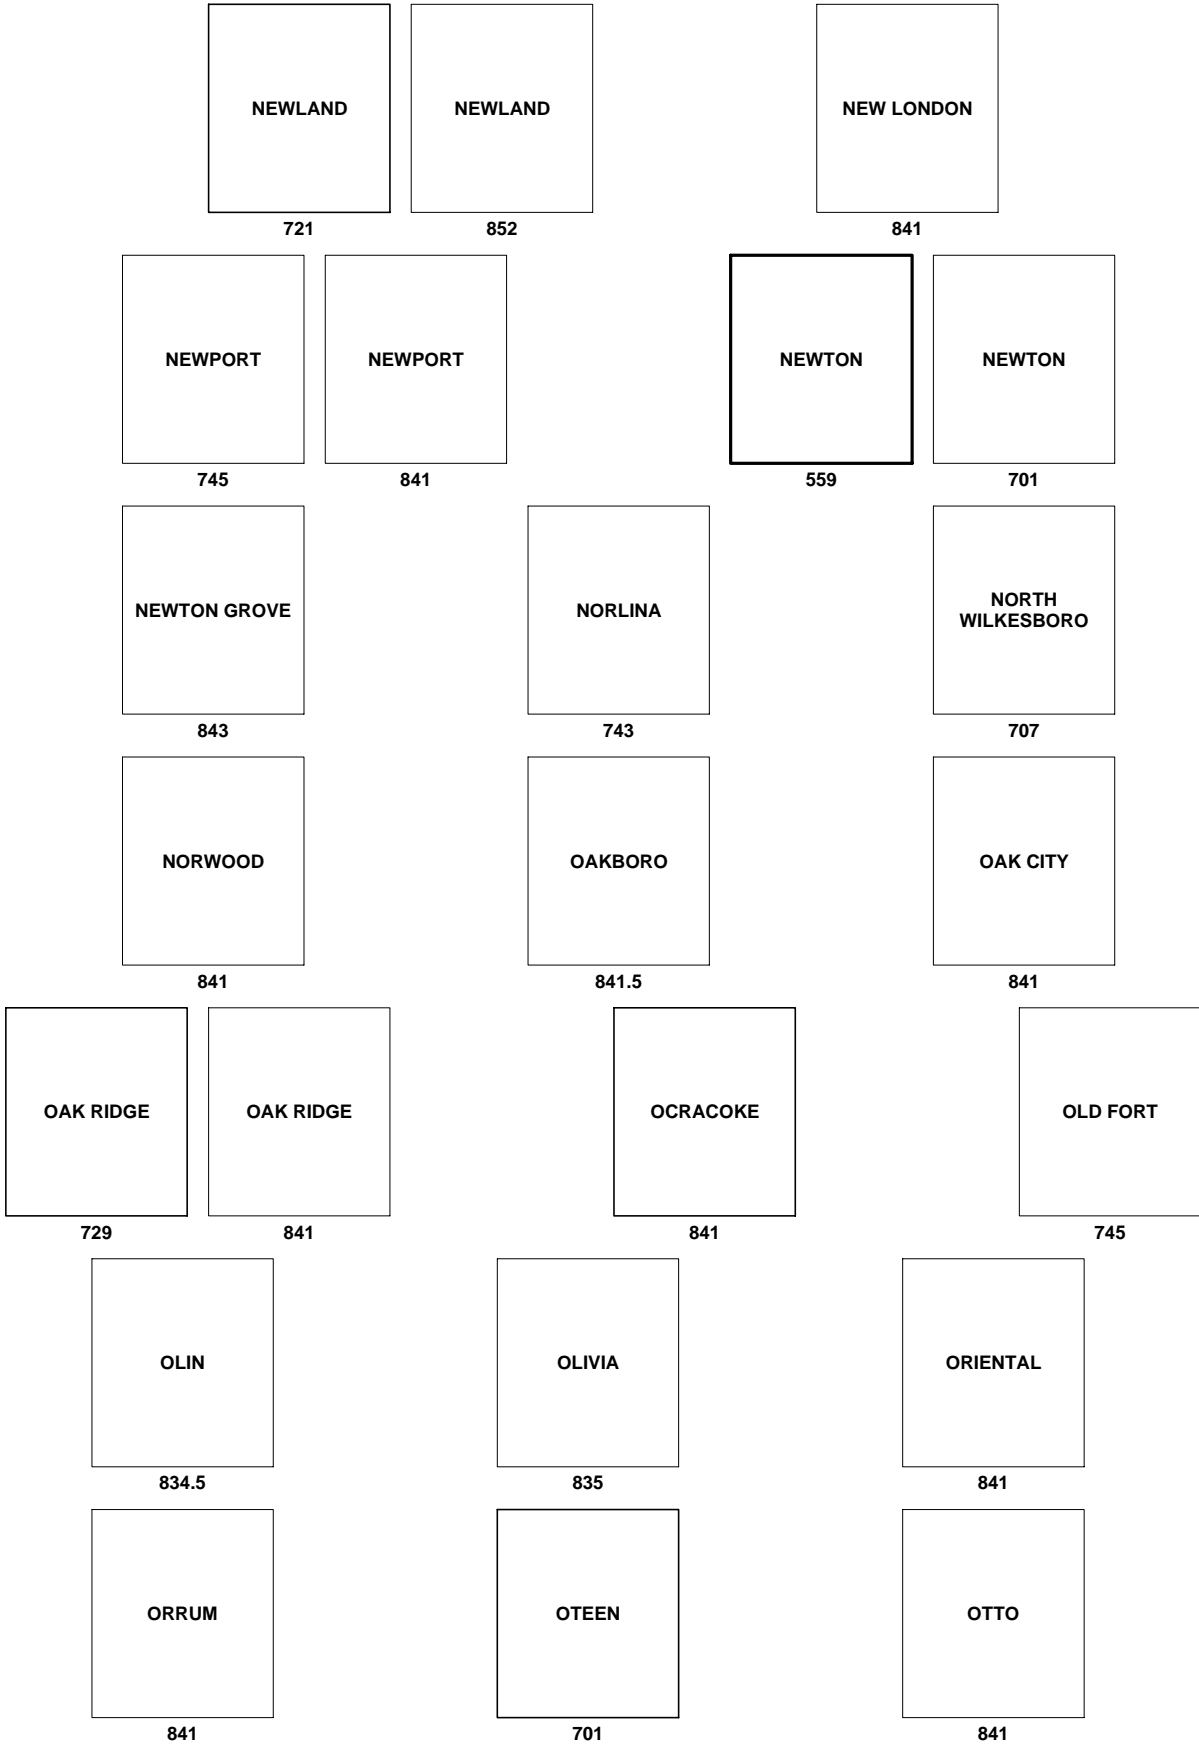 NEWLAND NEWLAND NEW LONDON
721 852 841
NEWPORT NEWPORT NEWTON NEWTON
745 841 559 701
NEWTON GROVE NORLINA NORTH
WILKESBORO
843 743 707
NORWOOD OAKBORO OAK CITY
841 841.5 841
OAK RIDGE OAK RIDGE OCRACOKE OLD FORT
729 841 841 745
OLIN OLIVIA ORIENTAL
834.5 835 841
ORRUM OTEEN OTTO
841 701 841